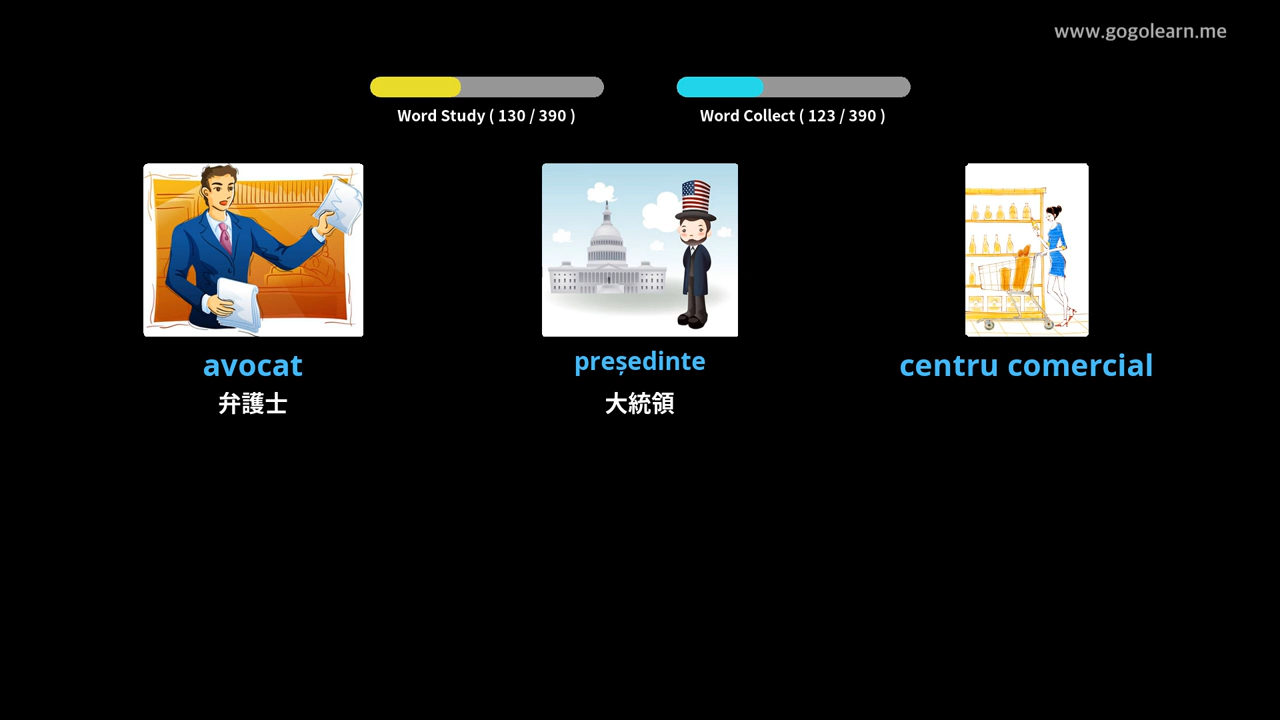 www.gogolearn.me
Word Study ( 130 / 390 )
Word Collect ( 123 / 390 )
avocat
președinte
centru comercial
弁護士
大統領